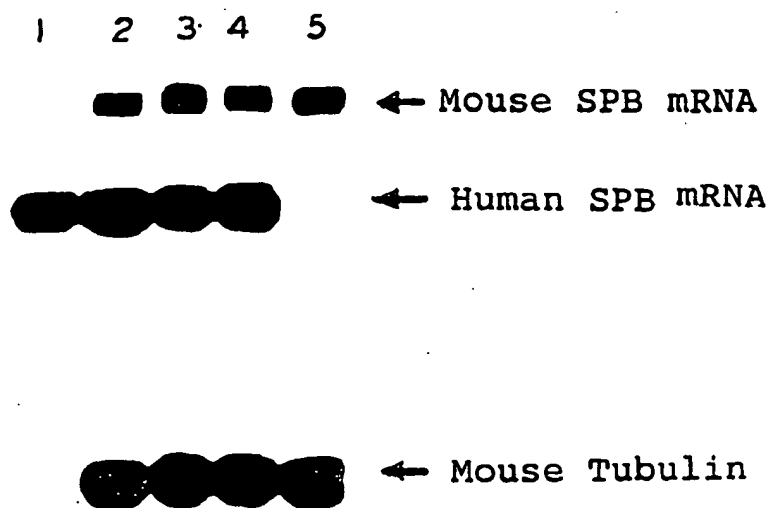 1 2 3 4 5
← Mouse SPB mRNA
← Human SPB mRNA
← Mouse Tubulin